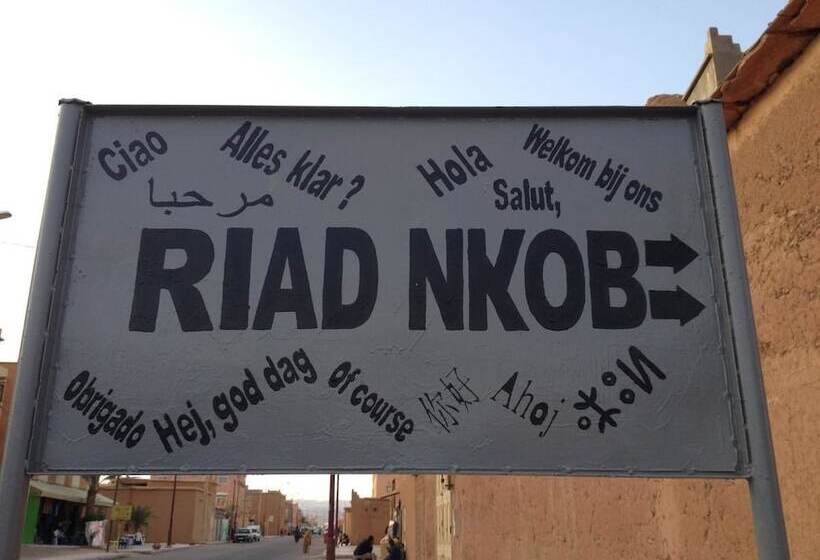 Ciao
Alles klar?
Hola
Welkom bij ons
مرحبا
Salut,
RIAD NKOB
Obrigado
Hej, god dag
Of course
你好
Ahoj
ⴰⵣⵓⵍ